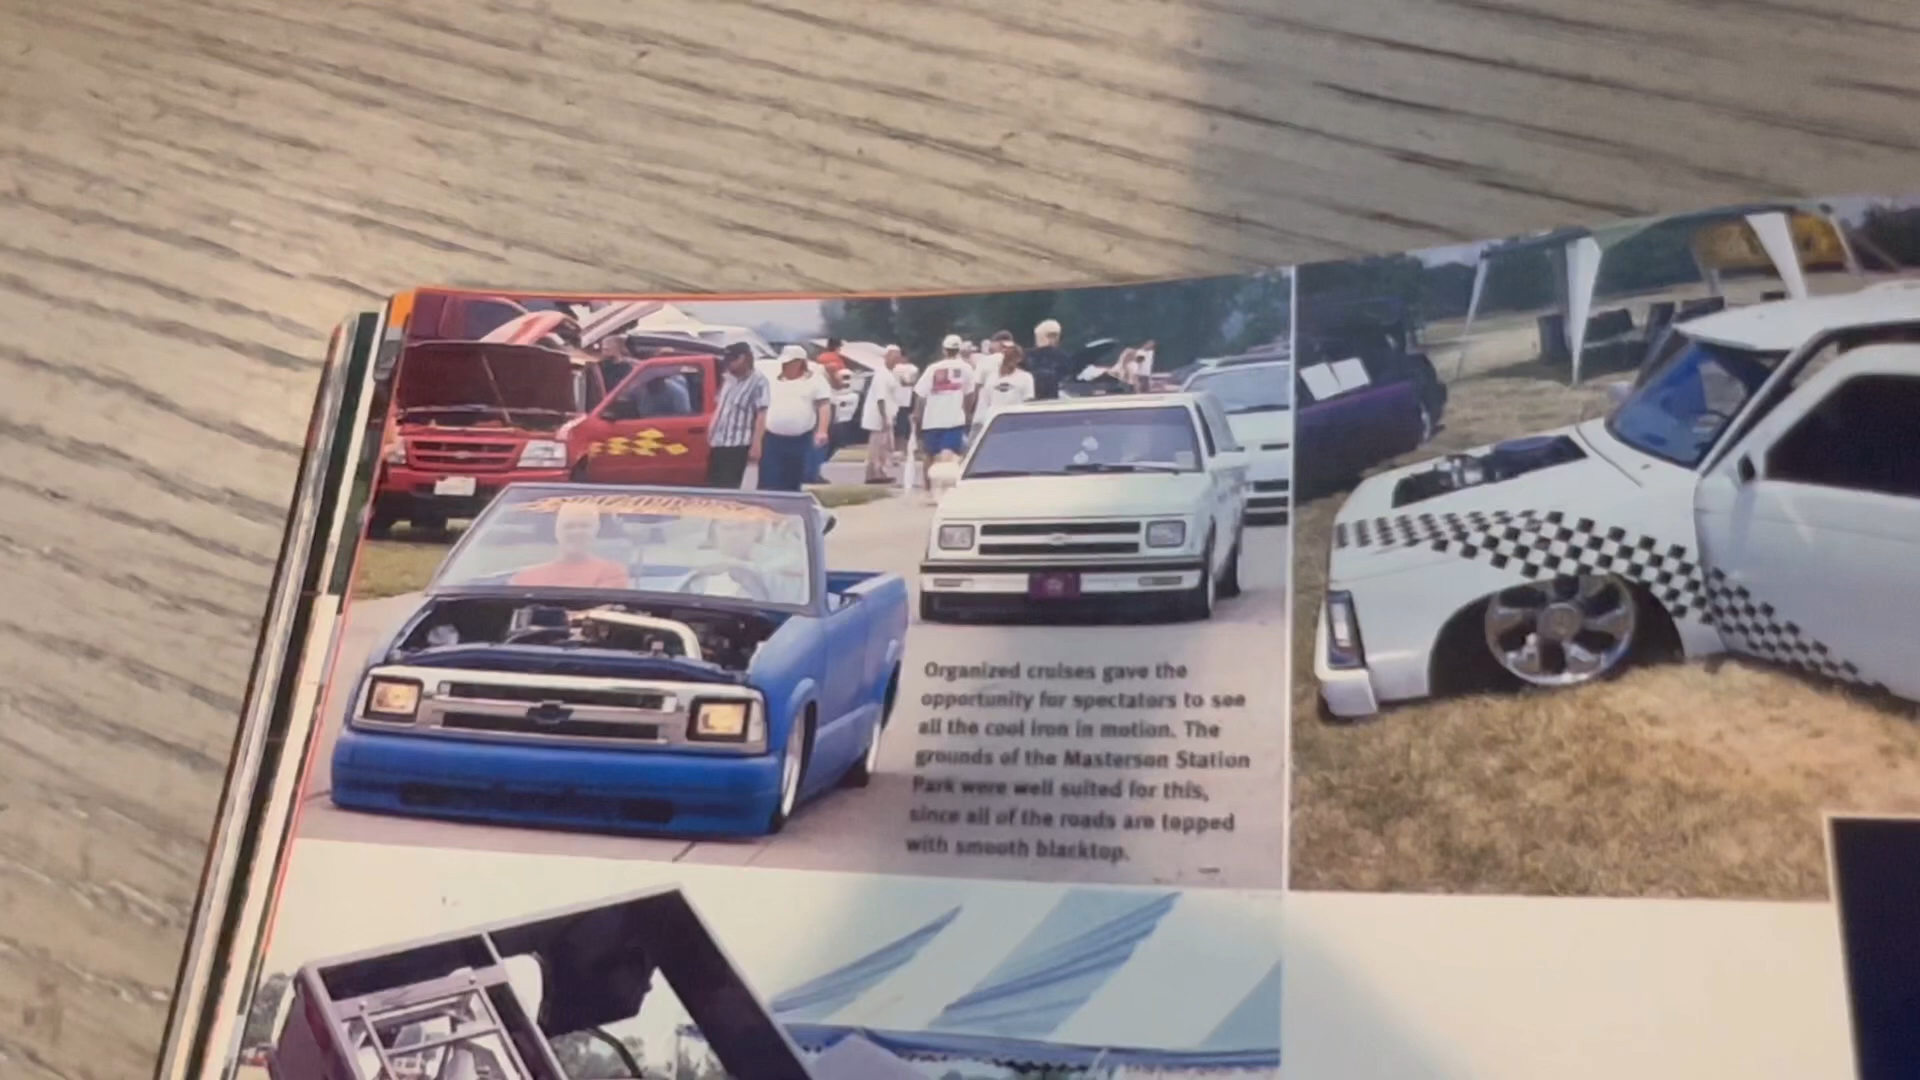 Organized cruises gave the
opportunity for spectators to see
all the cool iron in motion. The
grounds of the Masterson Station
Park were well suited for this,
since all of the roads are topped
with smooth blacktop.